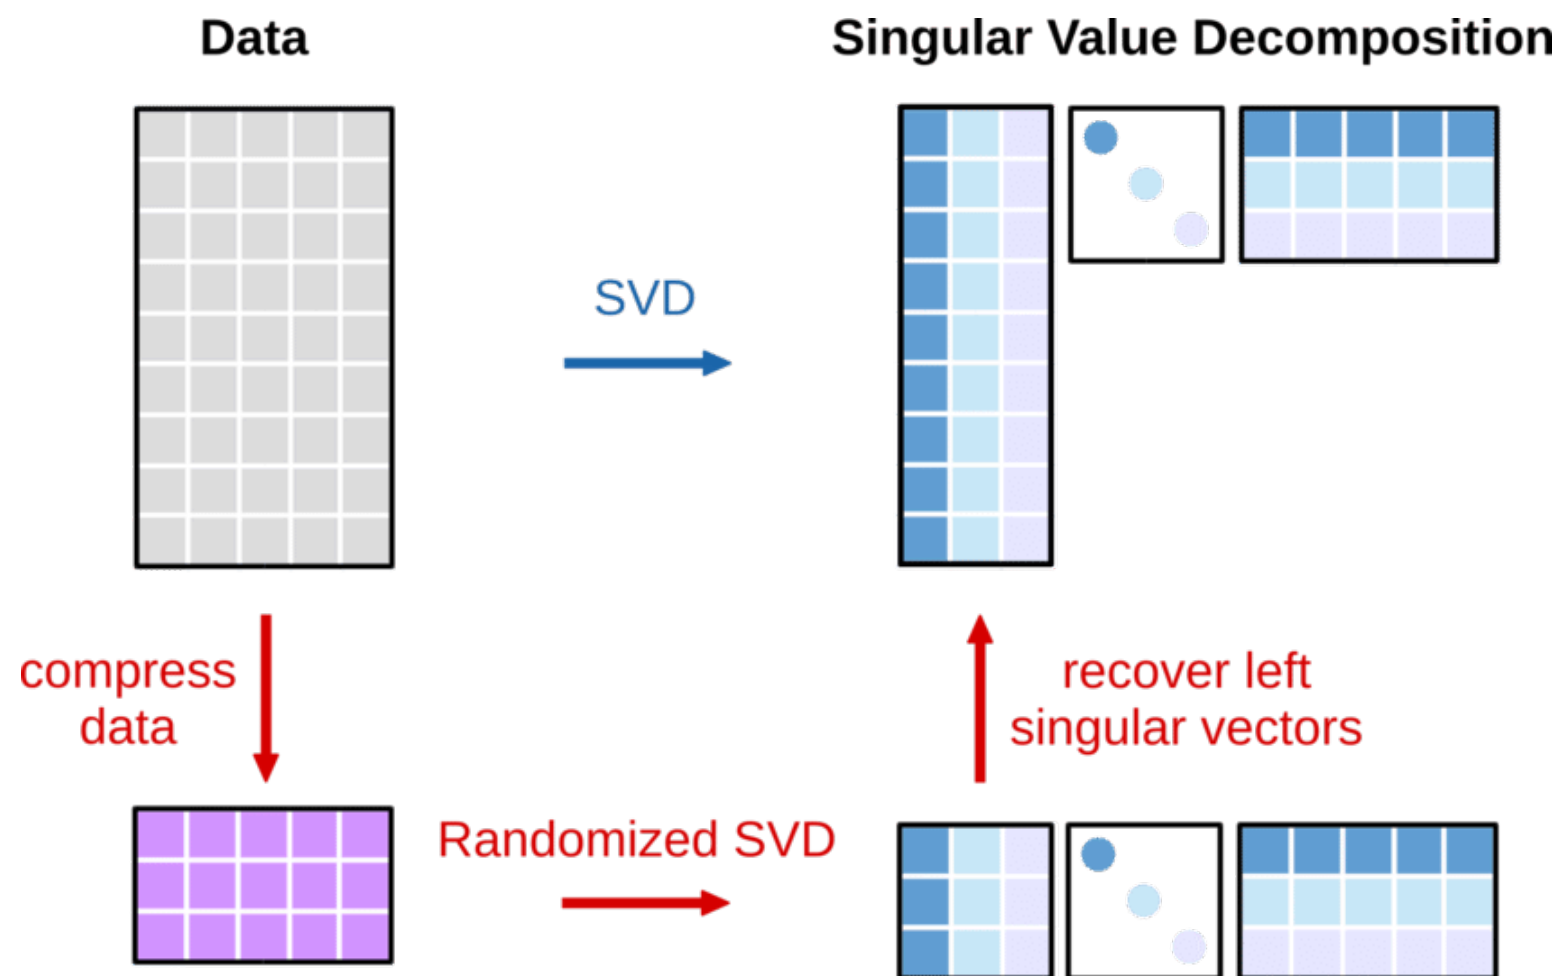 Data
Singular Value Decomposition
SVD
compress
data
recover left
singular vectors
Randomized SVD